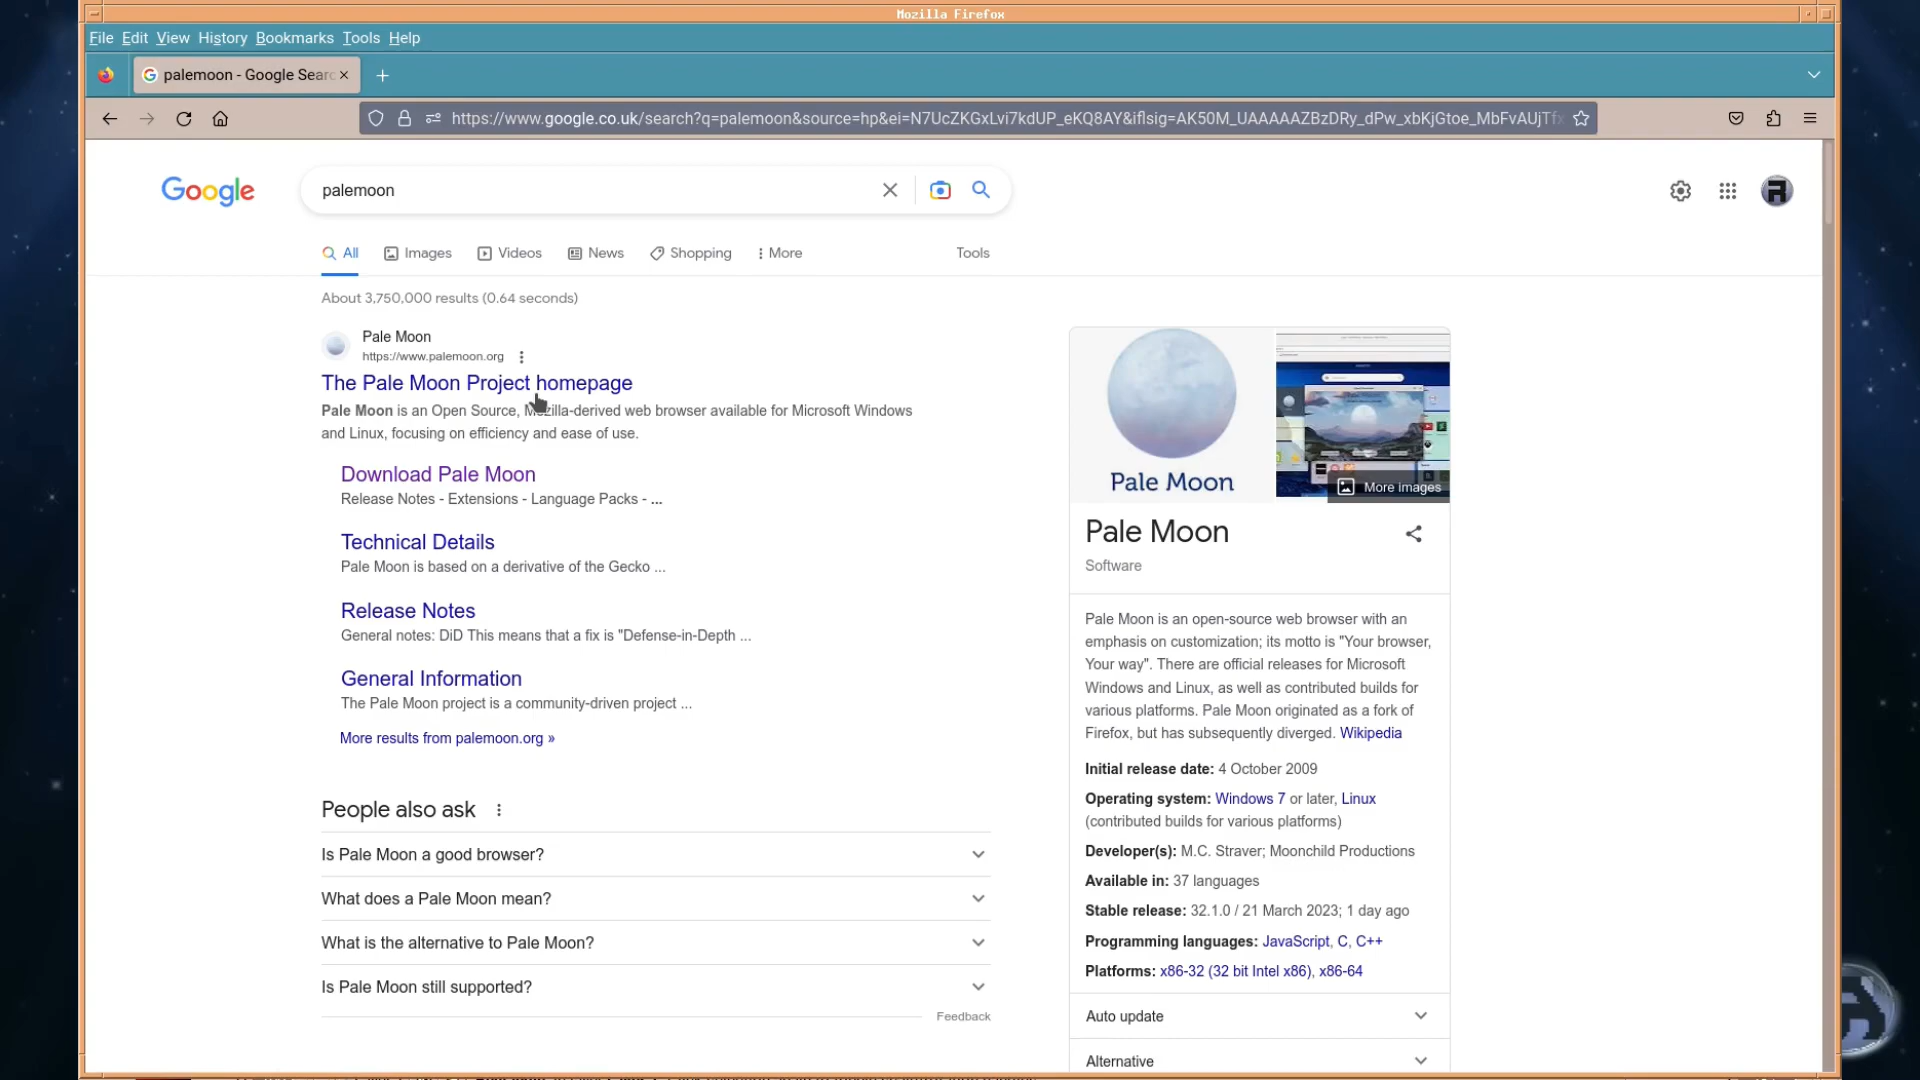 Mozilla Firefox
File Edit View History Bookmarks Tools Help
palemoon - Google Searc
https://www.google.co.uk/search?q=palemoon&source=hp&ei=N7UcZKGxLvi7kdUP_eKQ8AY&iflsig=AK50M_UAAAAAZBzDRy_dPw_xbKjGtoe_MbFvAUjTfx
Google
palemoon
All Images Videos News Shopping More Tools
About 3,750,000 results (0.64 seconds)
Pale Moon
https://www.palemoon.org
The Pale Moon Project homepage
Pale Moon is an Open Source, Mozilla-derived web browser available for Microsoft Windows
and Linux, focusing on efficiency and ease of use.
Download Pale Moon
Release Notes - Extensions - Language Packs - ...
Technical Details
Pale Moon is based on a derivative of the Gecko ...
Release Notes
General notes: DiD This means that a fix is "Defense-in-Depth ...
General Information
The Pale Moon project is a community-driven project ...
More results from palemoon.org »
People also ask
Is Pale Moon a good browser?
What does a Pale Moon mean?
What is the alternative to Pale Moon?
Is Pale Moon still supported?
Feedback
Pale Moon
More images
Pale Moon
Software
Pale Moon is an open-source web browser with an
emphasis on customization; its motto is "Your browser,
Your way". There are official releases for Microsoft
Windows and Linux, as well as contributed builds for
various platforms. Pale Moon originated as a fork of
Firefox, but has subsequently diverged. Wikipedia
Initial release date: 4 October 2009
Operating system: Windows 7 or later, Linux
(contributed builds for various platforms)
Developer(s): M.C. Straver; Moonchild Productions
Available in: 37 languages
Stable release: 32.1.0 / 21 March 2023; 1 day ago
Programming languages: JavaScript, C, C++
Platforms: x86-32 (32 bit Intel x86), x86-64
Auto update
Alternative